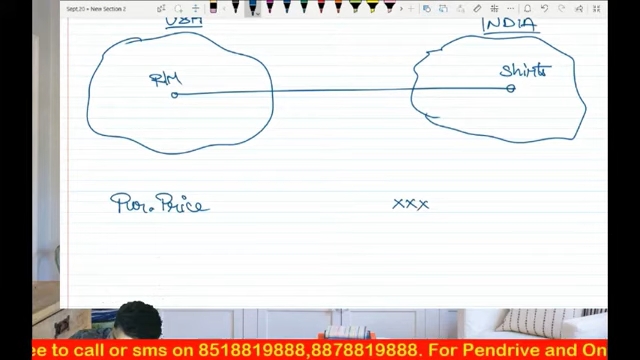 Sept.20 • New Section 2
USA
INDIA
R/M
Shirts
Pur. Price
xxx
ee to call or sms on 8518819888,8878819888. For Pendrive and On